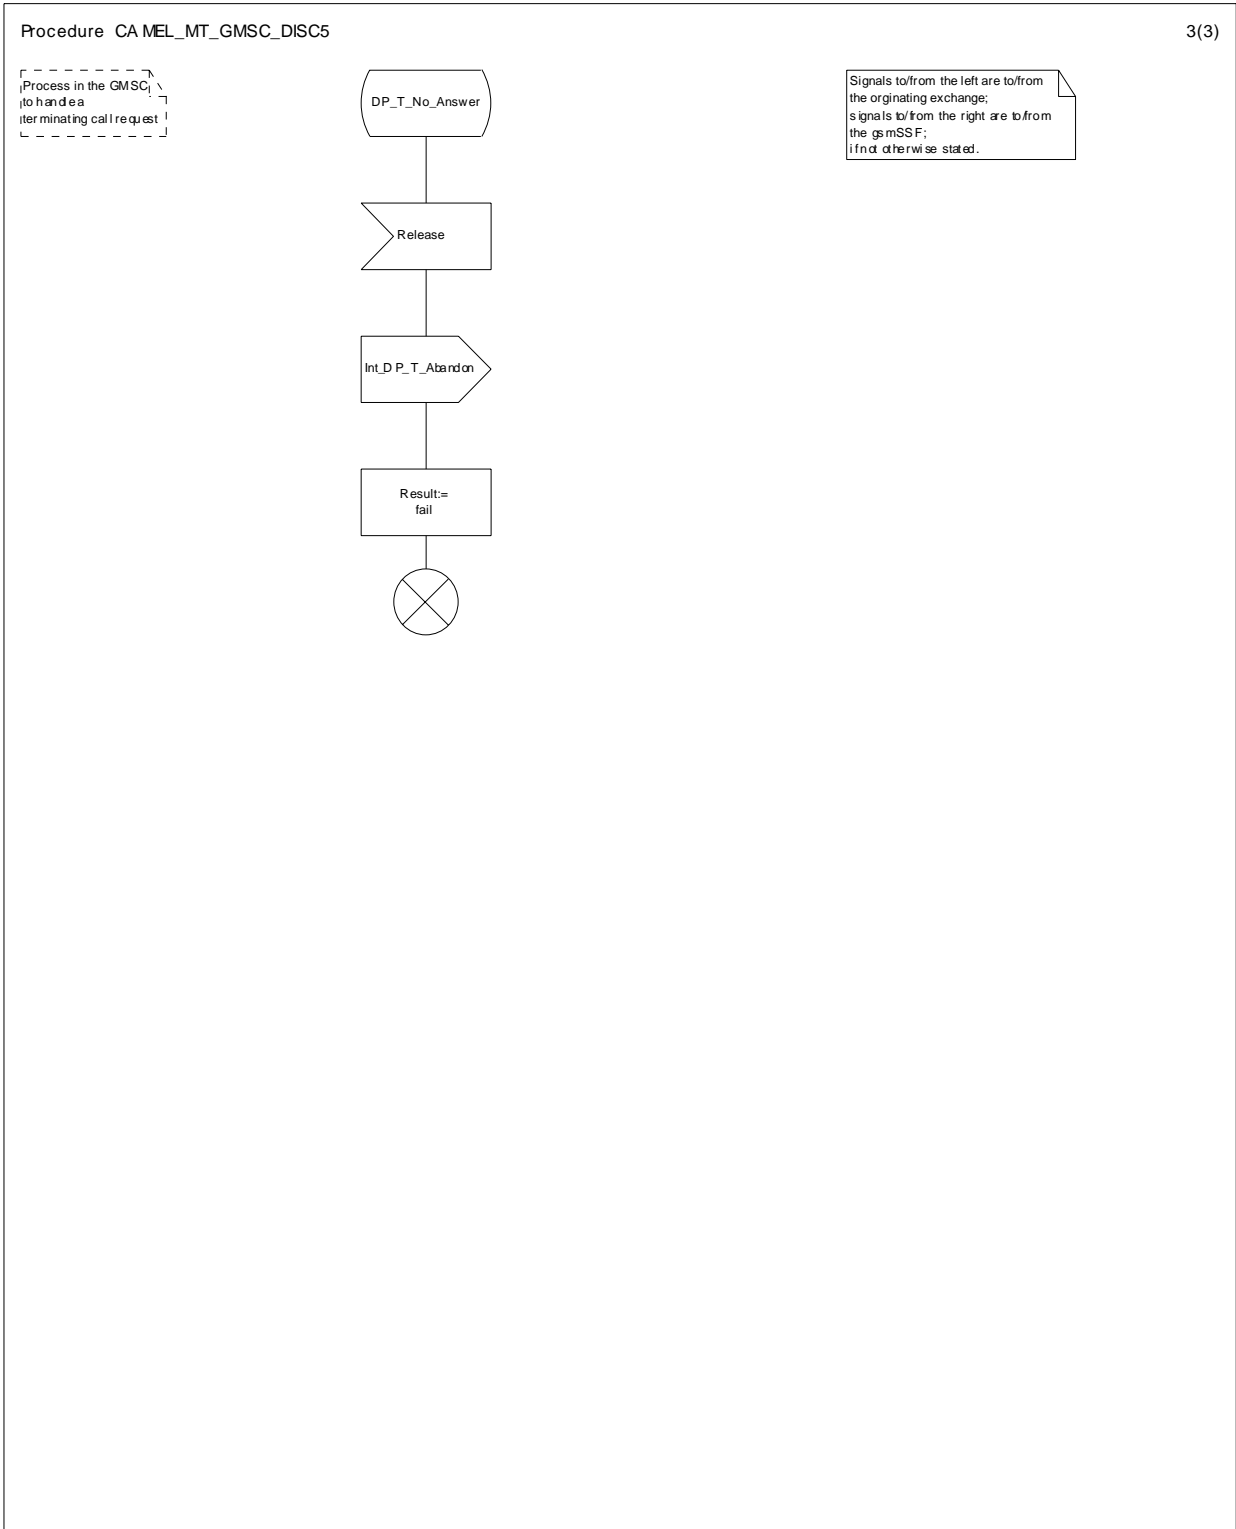 Procedure CAMEL_MT_GMSC_DISC5
3(3)
Process in the GMSC
to handle a
terminating call request
DP_T_No_Answer
Signals to/from the left are to/from
the orginating exchange;
signals to/from the right are to/from
the gsmSSF;
if not otherwise stated.
Release
Int_DP_T_Abandon
Result:=
fail